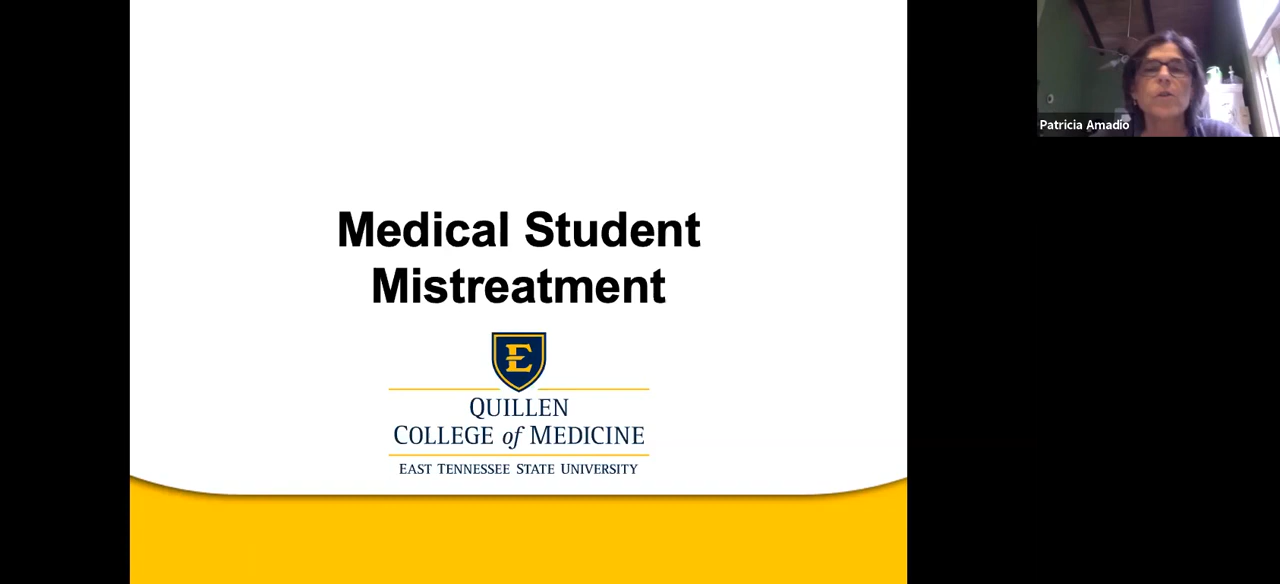 Patricia Amadio
Medical Student
Mistreatment
E
QUILLEN
COLLEGE of MEDICINE
EAST TENNESSEE STATE UNIVERSITY